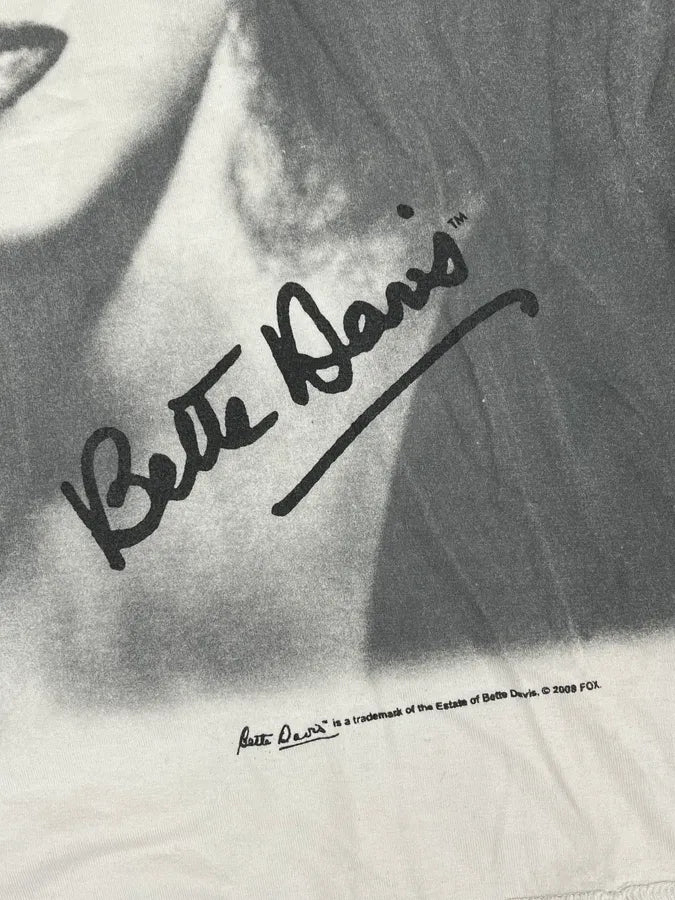 Bette Davis™
Bette Davis™ is a trademark of the Estate of Bette Davis, © 2008 FOX.